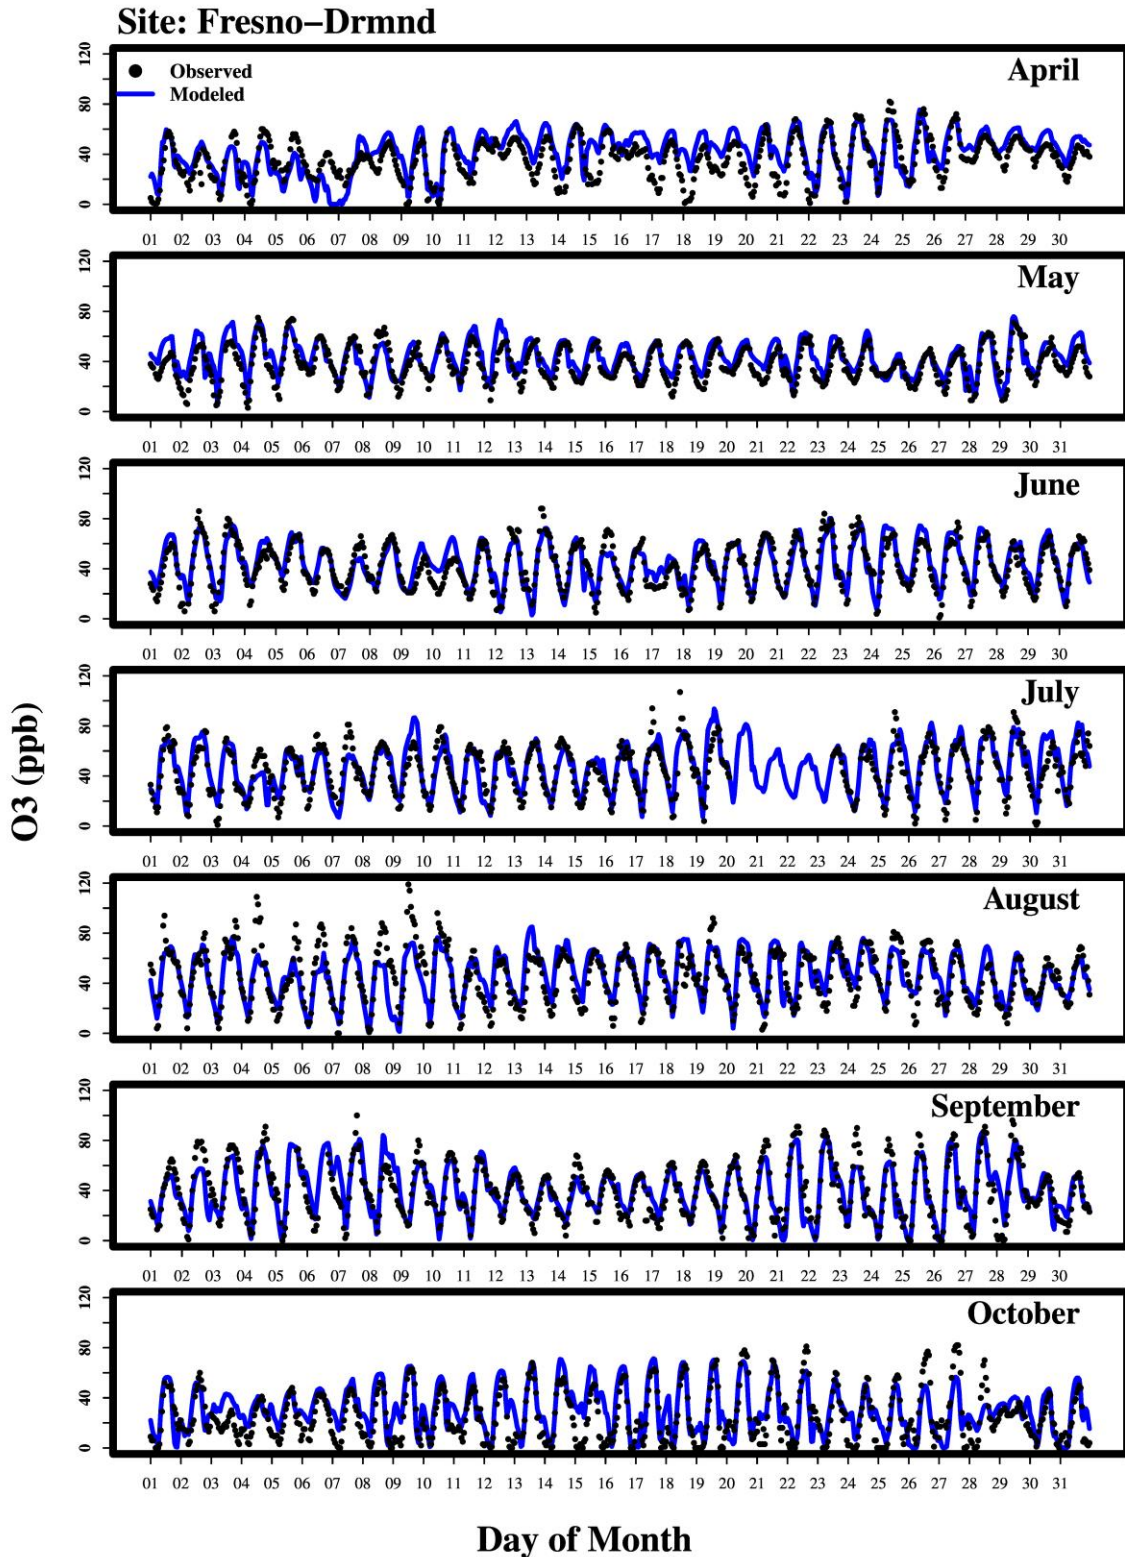 Site: Fresno–Drmnd
Observed
Modeled
April
120
80
40
0
01 02 03 04 05 06 07 08 09 10 11 12 13 14 15 16 17 18 19 20 21 22 23 24 25 26 27 28 29 30
May
120
80
40
0
01 02 03 04 05 06 07 08 09 10 11 12 13 14 15 16 17 18 19 20 21 22 23 24 25 26 27 28 29 30 31
June
120
80
40
0
01 02 03 04 05 06 07 08 09 10 11 12 13 14 15 16 17 18 19 20 21 22 23 24 25 26 27 28 29 30
July
120
80
40
0
01 02 03 04 05 06 07 08 09 10 11 12 13 14 15 16 17 18 19 20 21 22 23 24 25 26 27 28 29 30 31
O3 (ppb)
August
120
80
40
0
01 02 03 04 05 06 07 08 09 10 11 12 13 14 15 16 17 18 19 20 21 22 23 24 25 26 27 28 29 30 31
September
120
80
40
0
01 02 03 04 05 06 07 08 09 10 11 12 13 14 15 16 17 18 19 20 21 22 23 24 25 26 27 28 29 30
October
120
80
40
0
01 02 03 04 05 06 07 08 09 10 11 12 13 14 15 16 17 18 19 20 21 22 23 24 25 26 27 28 29 30 31
Day of Month